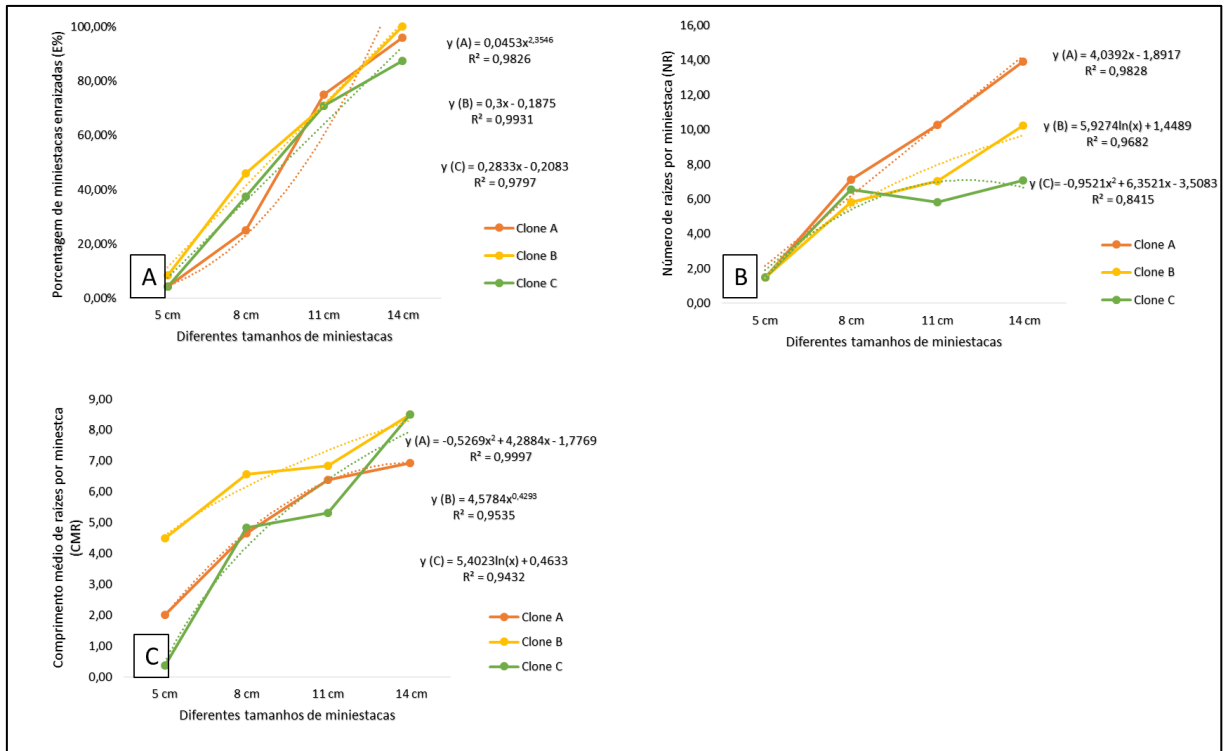 100,00%
80,00%
60,00%
40,00%
20,00%
0,00%
Porcentagem de miniestacas enraizadas (E%)
A
5 cm 8 cm 11 cm 14 cm
Diferentes tamanhos de miniestacas
y (A) = 0,0453x^2,3546
R² = 0,9826
y (B) = 0,3x - 0,1875
R² = 0,9931
y (C) = 0,2833x - 0,2083
R² = 0,9797
Clone A
Clone B
Clone C
16,00
14,00
12,00
10,00
8,00
6,00
4,00
2,00
0,00
Número de raízes por miniestaca (NR)
B
5 cm 8 cm 11 cm 14 cm
Diferentes tamanhos de miniestacas
y (A) = 4,0392x - 1,8917
R² = 0,9828
y (B) = 5,9274ln(x) + 1,4489
R² = 0,9682
y (C)= -0,9521x² + 6,3521x - 3,5083
R² = 0,8415
Clone A
Clone B
Clone C
9,00
8,00
7,00
6,00
5,00
4,00
3,00
2,00
1,00
0,00
Comprimento médio de raízes por minestca
(CMR)
C
5 cm 8 cm 11 cm 14 cm
Diferentes tamanhos de miniestacas
y (A) = -0,5269x² + 4,2884x - 1,7769
R² = 0,9997
y (B) = 4,5784x^0,4293
R² = 0,9535
y (C) = 5,4023ln(x) + 0,4633
R² = 0,9432
Clone A
Clone B
Clone C